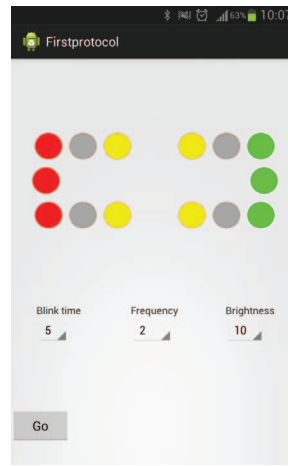 63% 10:07
Firstprotocol
Blink time Frequency Brightness
5 2 10
Go